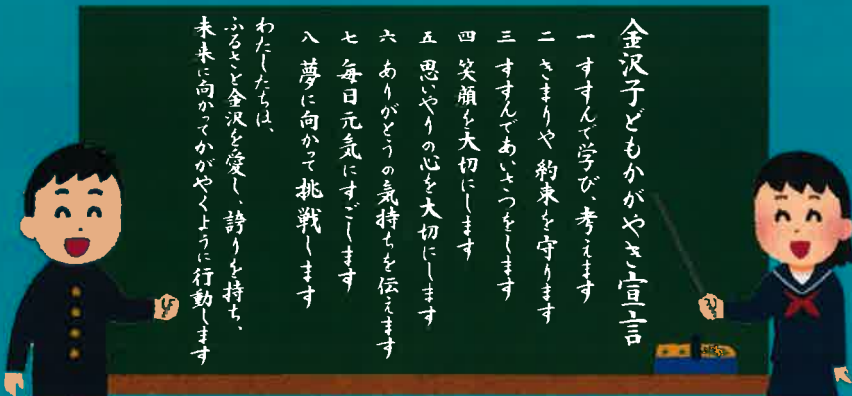 金沢子どもかがやき宣言
一 すすんで学び、考えます
二 きまりや約束を守ります
三 すすんであいさつをします
四 笑顔を大切にします
五 思いやりの心を大切にします
六 ありがとうの気持ちを伝えます
七 毎日元気にすごします
八 夢に向かって挑戦します
わたしたちは、
ふるさと金沢を愛し、誇りを持ち、
未来に向かってかがやくように行動します